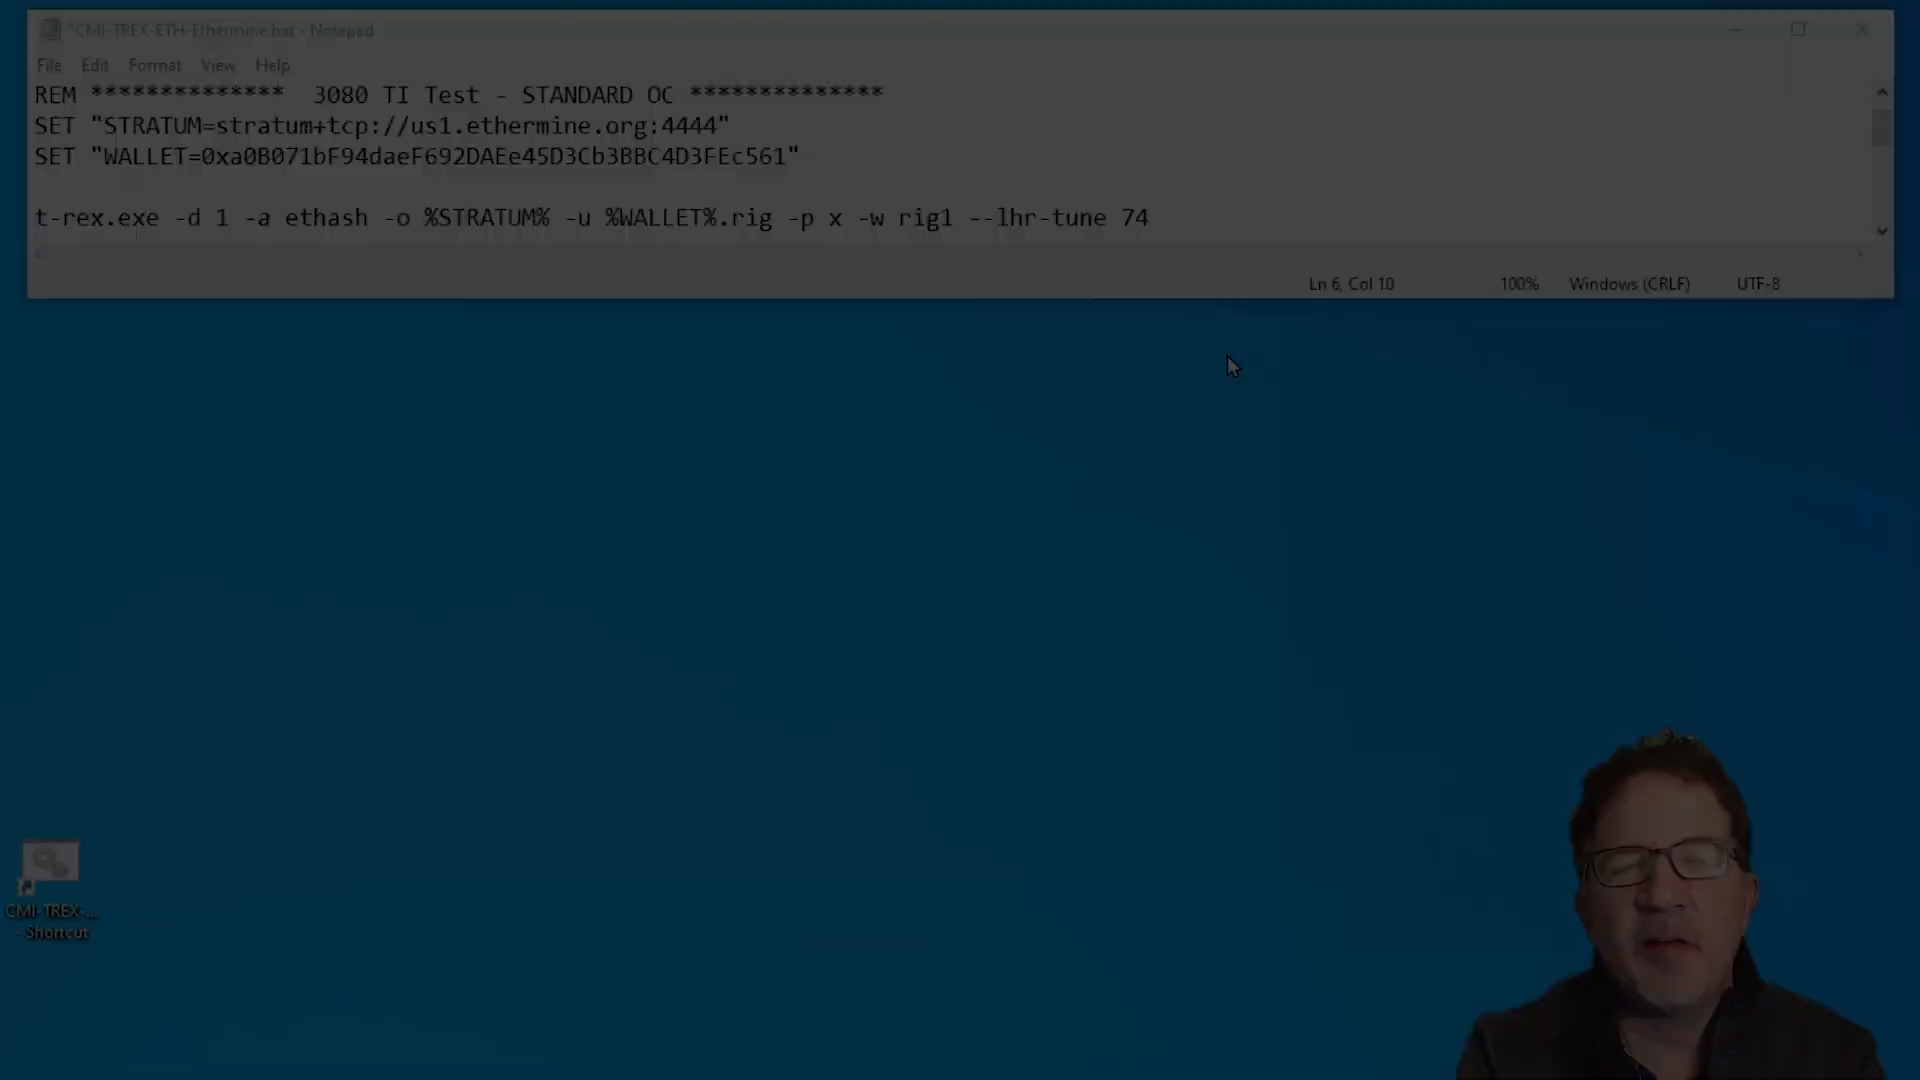 *CMI-TREX-ETH-Ethermine.bat - Notepad
File Edit Format View Help
REM ************** 3080 TI Test - STANDARD OC **************
SET "STRATUM=stratum+tcp://us1.ethermine.org:4444"
SET "WALLET=0xa0B071bF94daeF692DAEe45D3Cb3BBC4D3FEc561"
t-rex.exe -d 1 -a ethash -o %STRATUM% -u %WALLET%.rig -p x -w rig1 --lhr-tune 74
Ln 6, Col 10 100% Windows (CRLF) UTF-8
CMI- TREX-...
- Shortcut